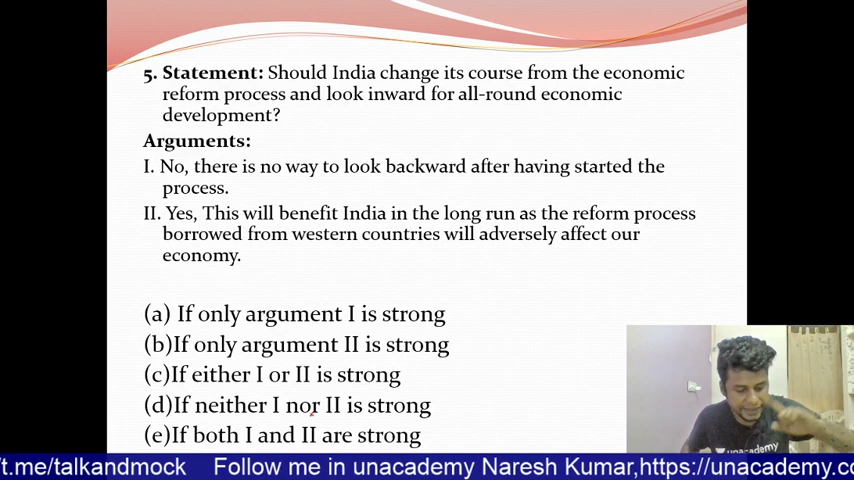 5. Statement: Should India change its course from the economic
reform process and look inward for all-round economic
development?
Arguments:
I. No, there is no way to look backward after having started the
process.
II. Yes, This will benefit India in the long run as the reform process
borrowed from western countries will adversely affect our
economy.
(a) If only argument I is strong
(b)If only argument II is strong
(c)If either I or II is strong
(d)If neither I nor II is strong
(e)If both I and II are strong
unacademy
/t.me/talkandmock Follow me in unacademy Naresh Kumar,https://unacademy.co